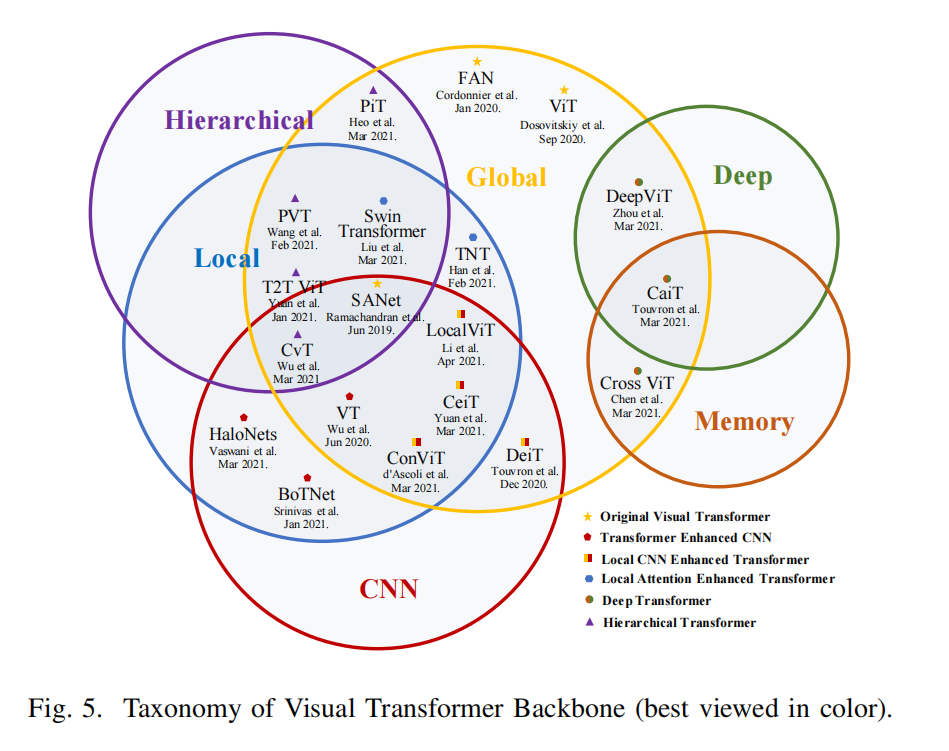 Hierarchical
PiT
Heo et al.
Mar 2021.
FAN
Cordonnier et al.
Jan 2020.
ViT
Dosovitskiy et al.
Sep 2020.
Global
Deep
DeepViT
Zhou et al.
Mar 2021.
Local
PVT
Wang et al.
Feb 2021.
Swin
Transformer
Liu et al.
Mar 2021.
TNT
Han et al.
Feb 2021.
T2T ViT
Yuan et al.
Jan 2021.
SANet
Ramachandran et al.
Jun 2019.
CaiT
Touvron et al.
Mar 2021.
LocalViT
Li et al.
Apr 2021.
CvT
Wu et al.
Mar 2021
Cross ViT
Chen et al.
Mar 2021.
Memory
CeiT
Yuan et al.
Mar 2021.
VT
Wu et al.
Jun 2020.
HaloNets
Vaswani et al.
Mar 2021.
ConViT
d'Ascoli et al.
Mar 2021.
DeiT
Touvron et al.
Dec 2020.
BoTNet
Srinivas et al.
Jan 2021.
CNN
Original Visual Transformer
Transformer Enhanced CNN
Local CNN Enhanced Transformer
Local Attention Enhanced Transformer
Deep Transformer
Hierarchical Transformer
Fig. 5. Taxonomy of Visual Transformer Backbone (best viewed in color).